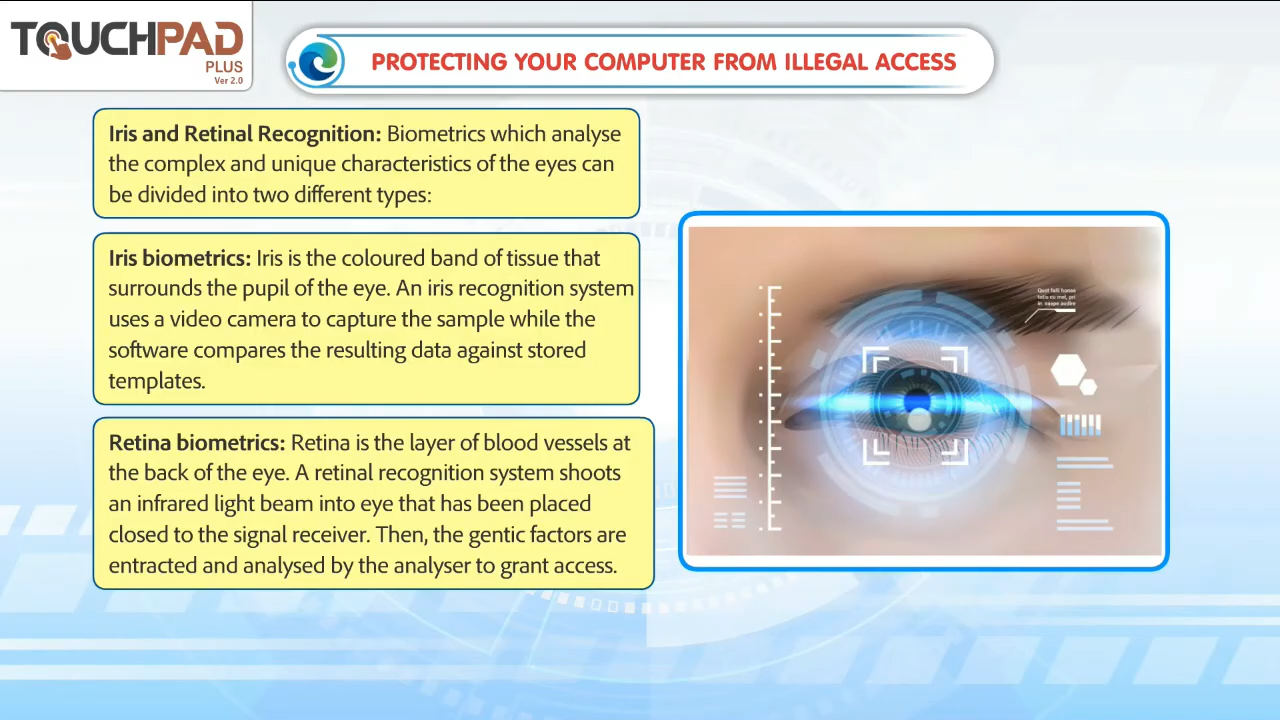 TOUCHPAD
PLUS
Ver 2.0
PROTECTING YOUR COMPUTER FROM ILLEGAL ACCESS
Iris and Retinal Recognition: Biometrics which analyse
the complex and unique characteristics of the eyes can
be divided into two different types:
Iris biometrics: Iris is the coloured band of tissue that
surrounds the pupil of the eye. An iris recognition system
uses a video camera to capture the sample while the
software compares the resulting data against stored
templates.
Retina biometrics: Retina is the layer of blood vessels at
the back of the eye. A retinal recognition system shoots
an infrared light beam into eye that has been placed
closed to the signal receiver. Then, the gentic factors are
entracted and analysed by the analyser to grant access.